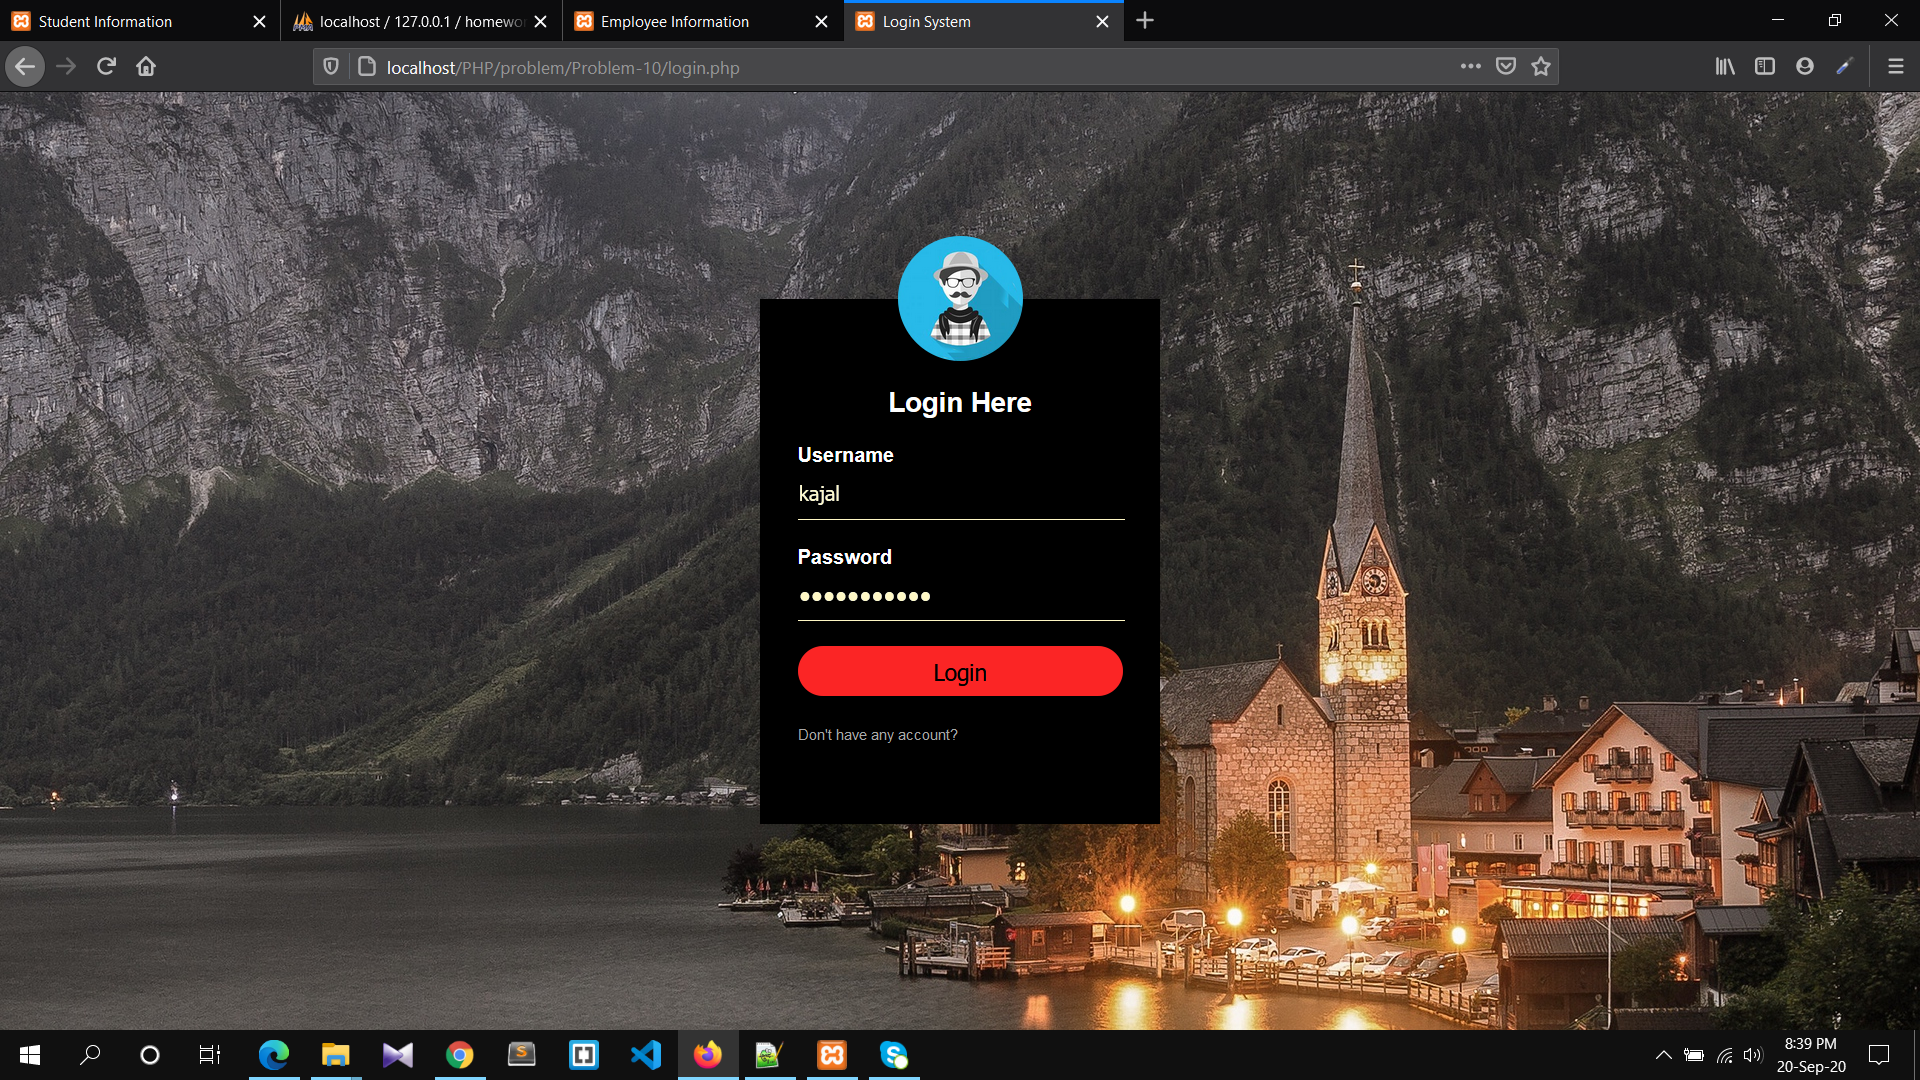 Student Information
localhost / 127.0.0.1 / homewo
Employee Information
Login System
localhost/PHP/problem/Problem-10/login.php
Login Here
Username
kajal
Password
Login
Don't have any account?
8:39 PM
20-Sep-20